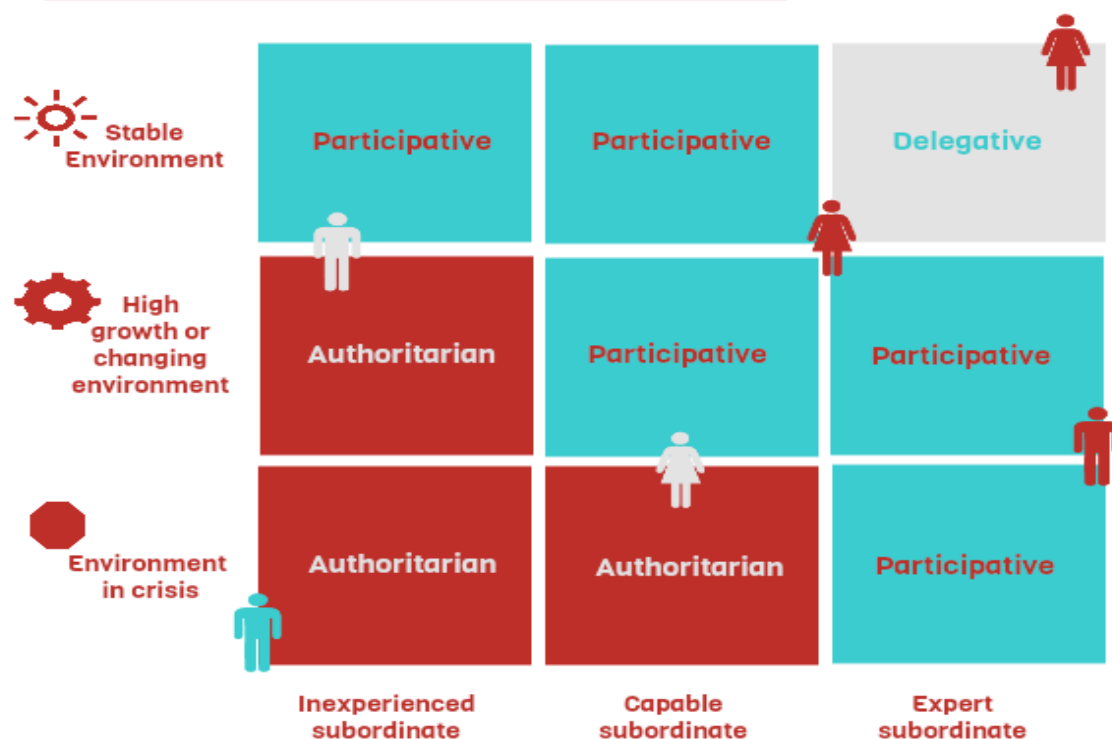 Stable
Environment
Participative
Participative
Delegative
High
growth or
changing
environment
Authoritarian
Participative
Participative
Environment
in crisis
Authoritarian
Authoritarian
Participative
Inexperienced
subordinate
Capable
subordinate
Expert
subordinate